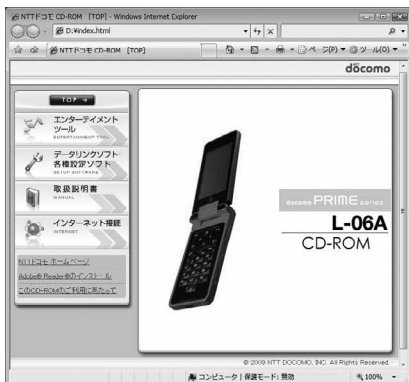 NTTドコモ CD-ROM [TOP] - Windows Internet Explorer
D:¥index.html
NTTドコモ CD-ROM [TOP]
ページ(P) ツール(O)
döcomo
TOP
エンターテイメント
ツール
ENTERTAINMENT TOOL
データリンクソフト・
各種設定ソフト
SETUP SOFTWARE
取扱説明書
MANUAL
インターネット接続
INTERNET
NTTドコモ ホームページ
Adobe® Reader®のインストール
このCD-ROMのご利用にあたって
docomo PRIME series
L-06A
CD-ROM
© 2009 NTT DOCOMO, INC. All Rights Reserved.
コンピュータ | 保護モード: 無効
100%